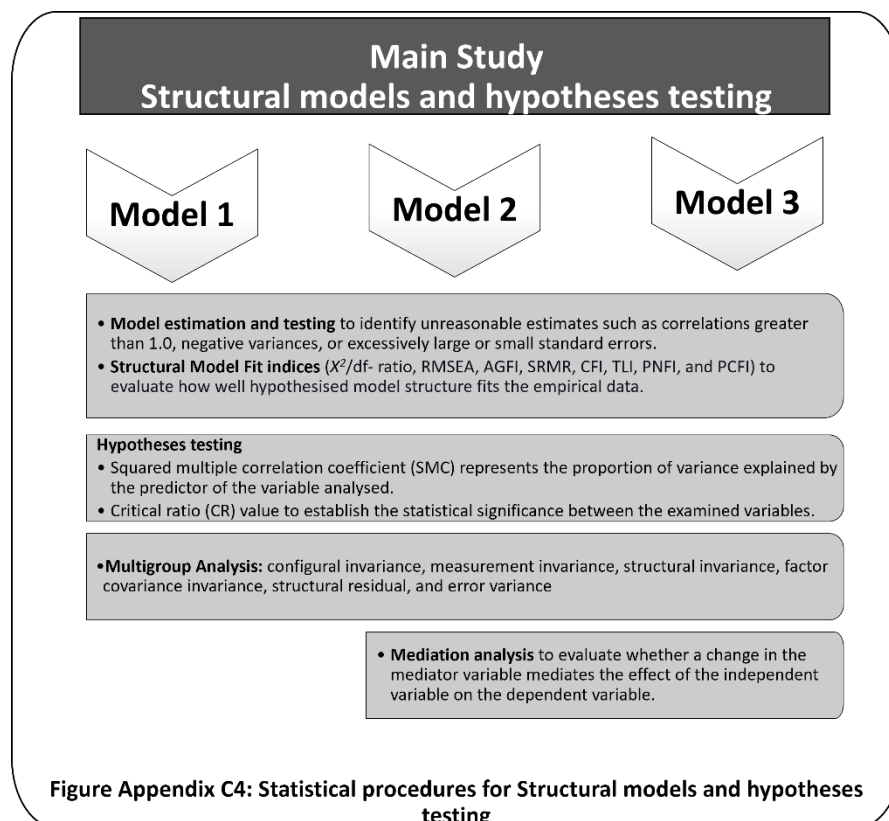 Main Study
Structural models and hypotheses testing
Model 1
Model 2
Model 3
• Model estimation and testing to identify unreasonable estimates such as correlations greater
than 1.0, negative variances, or excessively large or small standard errors.
• Structural Model Fit indices (X²/df- ratio, RMSEA, AGFI, SRMR, CFI, TLI, PNFI, and PCFI) to
evaluate how well hypothesised model structure fits the empirical data.
Hypotheses testing
• Squared multiple correlation coefficient (SMC) represents the proportion of variance explained by
the predictor of the variable analysed.
• Critical ratio (CR) value to establish the statistical significance between the examined variables.
•Multigroup Analysis: configural invariance, measurement invariance, structural invariance, factor
covariance invariance, structural residual, and error variance
• Mediation analysis to evaluate whether a change in the
mediator variable mediates the effect of the independent
variable on the dependent variable.
Figure Appendix C4: Statistical procedures for Structural models and hypotheses
testing